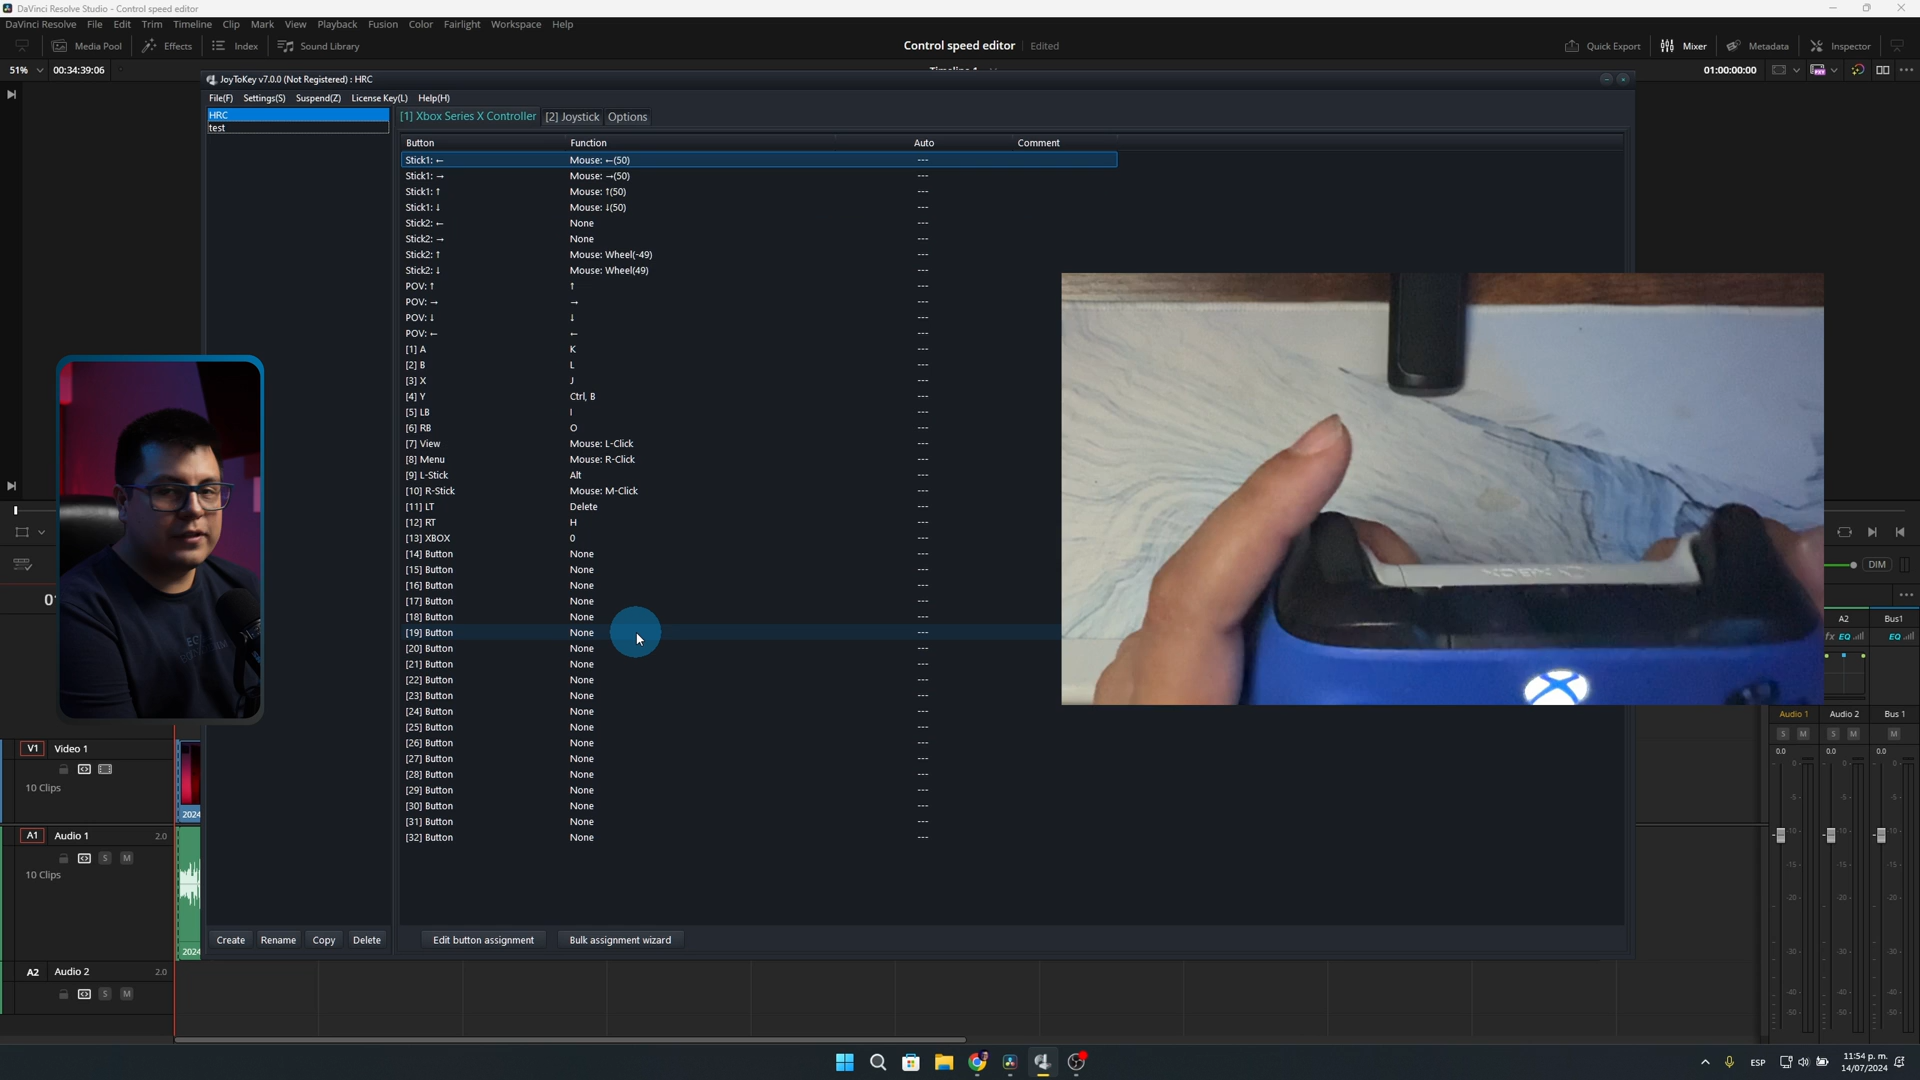 DaVinci Resolve Studio - Control speed editor
DaVinci Resolve File Edit Trim Timeline Clip Mark View Playback Fusion Color Fairlight Workspace Help
Media Pool Effects Index Sound Library Control speed editor Edited Quick Export Mixer Metadata Inspector
51% 00:34:39:06 01:00:00:00
JoyToKey v7.0.0 (Not Registered) : HRC
File(F) Settings(S) Suspend(Z) License Key(L) Help(H)
HRC
test
[1] Xbox Series X Controller [2] Joystick Options
Button Function Auto Comment
Stick1: ← Mouse: ←(50) ---
Stick1: → Mouse: →(50) ---
Stick1: ↑ Mouse: ↑(50) ---
Stick1: ↓ Mouse: ↓(50) ---
Stick2: ← None ---
Stick2: → None ---
Stick2: ↑ Mouse: Wheel(-49) ---
Stick2: ↓ Mouse: Wheel(49) ---
POV: ↑ ↑ ---
POV: → → ---
POV: ↓ ↓ ---
POV: ← ← ---
[1] A K ---
[2] B L ---
[3] X J ---
[4] Y Ctrl, B ---
[5] LB I ---
[6] RB O ---
[7] View Mouse: L-Click ---
[8] Menu Mouse: R-Click ---
[9] L-Stick Alt ---
[10] R-Stick Mouse: M-Click ---
[11] LT Delete ---
[12] RT H ---
[13] XBOX 0 ---
[14] Button None ---
[15] Button None ---
[16] Button None ---
[17] Button None ---
[18] Button None ---
[19] Button None ---
[20] Button None ---
[21] Button None ---
[22] Button None ---
[23] Button None ---
[24] Button None ---
[25] Button None ---
[26] Button None ---
[27] Button None ---
[28] Button None ---
[29] Button None ---
[30] Button None ---
[31] Button None ---
[32] Button None ---
Create Rename Copy Delete Edit button assignment Bulk assignment wizard
DIM
A2 Bus1
fx EQ EQ
Audio 1 Audio 2 Bus 1
S M S M M
0.0 0.0 0.0
V1 Video 1
10 Clips
2024
A1 Audio 1 2.0
S M
10 Clips
2024
A2 Audio 2 2.0
S M
ESP 11:54 p. m.
14/07/2024